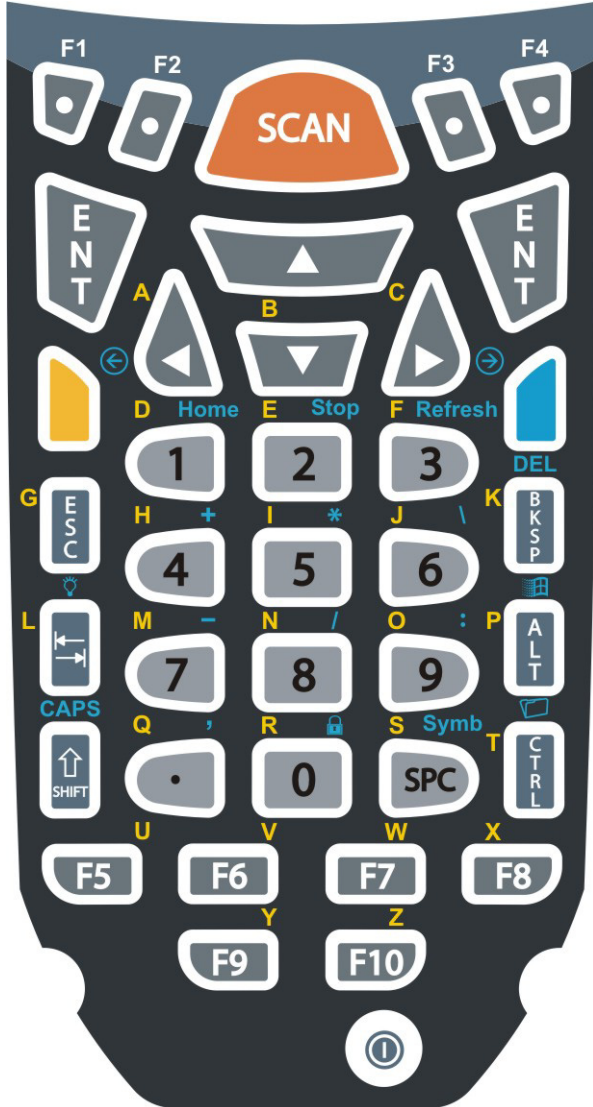 F1 F2 F3 F4
SCAN
ENT ENT
A B C
D Home E Stop F Refresh
1 2 3
DEL
G ESC K BKSP
H + I * J \
4 5 6
L P ALT
M - N / O :
7 8 9
CAPS
Q , R S Symb
SHIFT . 0 SPC T CTRL
U V W X
F5 F6 F7 F8
Y Z
F9 F10